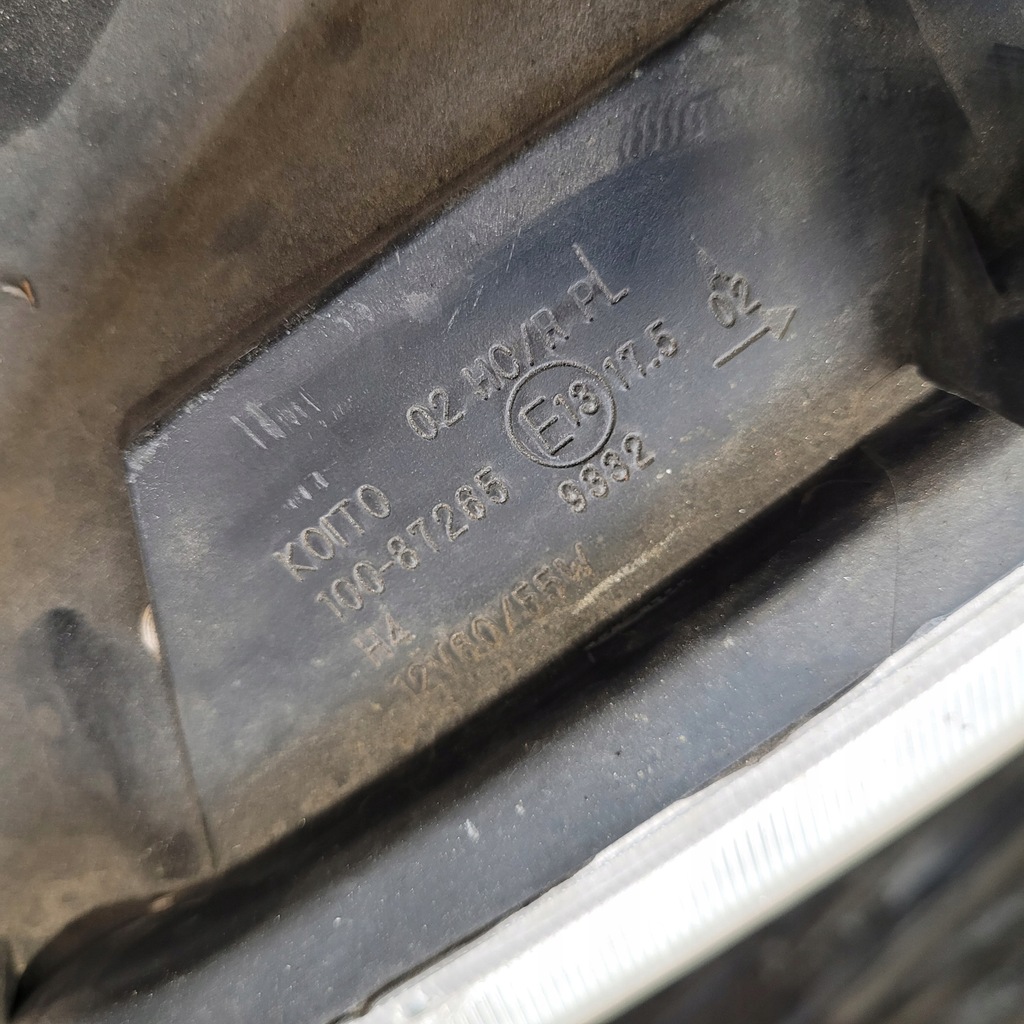 02 HC/R PL
E13 17.5 02
9332
KOITO
100-87265
H4
12V60/55W